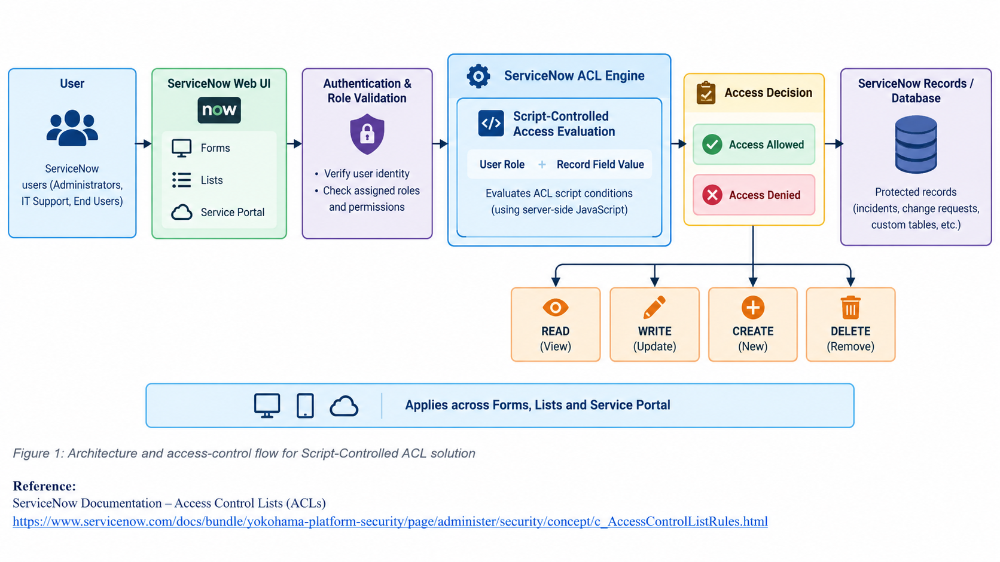 User
ServiceNow
users (Administrators,
IT Support, End Users)
ServiceNow Web UI
now
Forms
Lists
Service Portal
Authentication &
Role Validation
• Verify user identity
• Check assigned roles
and permissions
ServiceNow ACL Engine
</>
Script-Controlled
Access Evaluation
User Role + Record Field Value
Evaluates ACL script conditions
(using server-side JavaScript)
Access Decision
Access Allowed
Access Denied
ServiceNow Records /
Database
Protected records
(incidents, change requests,
custom tables, etc.)
READ
(View)
WRITE
(Update)
CREATE
(New)
DELETE
(Remove)
Applies across Forms, Lists and Service Portal
Figure 1: Architecture and access-control flow for Script-Controlled ACL solution
Reference:
ServiceNow Documentation – Access Control Lists (ACLs)
https://www.servicenow.com/docs/bundle/yokohama-platform-security/page/administer/security/concept/c_AccessControlListRules.html